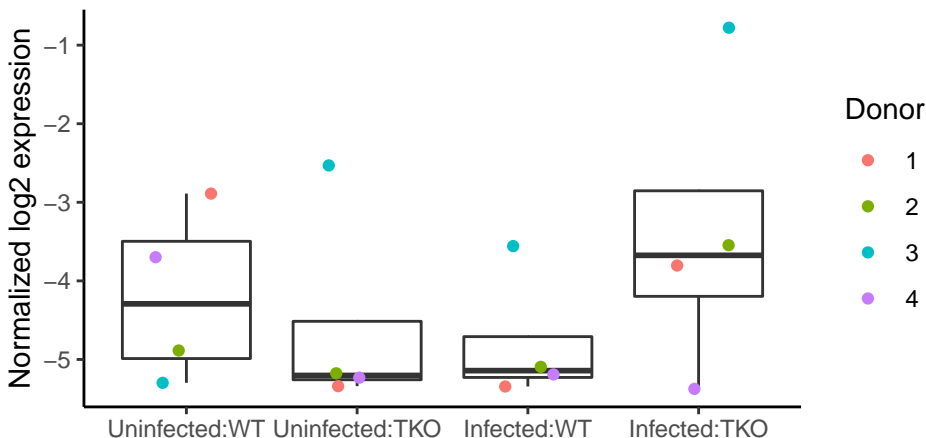 Normalized log2 expression
−1
−2
−3
−4
−5
Uninfected:WT
Uninfected:TKO
Infected:WT
Infected:TKO
Donor
1
2
3
4